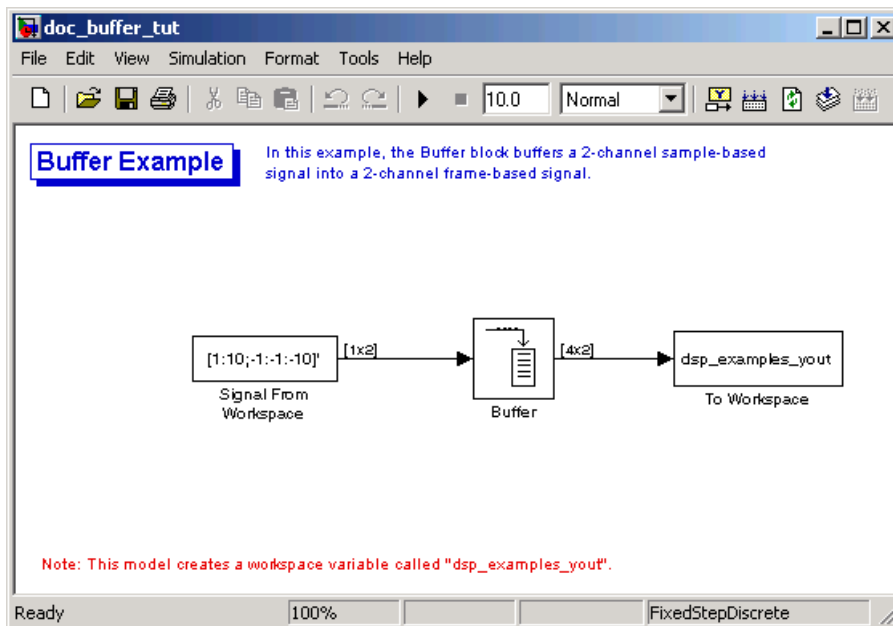 doc_buffer_tut
File Edit View Simulation Format Tools Help
10.0 Normal
Buffer Example
In this example, the Buffer block buffers a 2-channel sample-based
signal into a 2-channel frame-based signal.
[1:10;-1:-1:-10]'
[1x2]
[4x2]
dsp_examples_yout
Signal From
Workspace
Buffer
To Workspace
Note: This model creates a workspace variable called "dsp_examples_yout".
Ready 100% FixedStepDiscrete